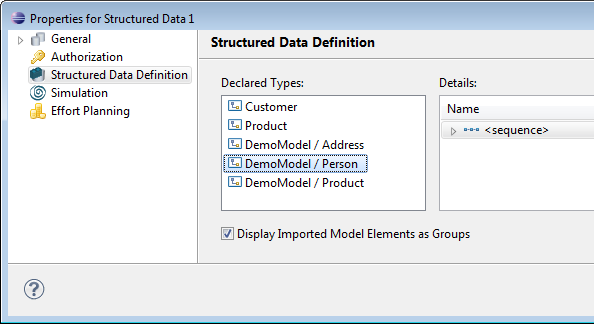 Properties for Structured Data 1
General
Authorization
Structured Data Definition
Simulation
Effort Planning
Structured Data Definition
Declared Types:
Customer
Product
DemoModel / Address
DemoModel / Person
DemoModel / Product
Display Imported Model Elements as Groups
Details:
Name
<sequence>
?